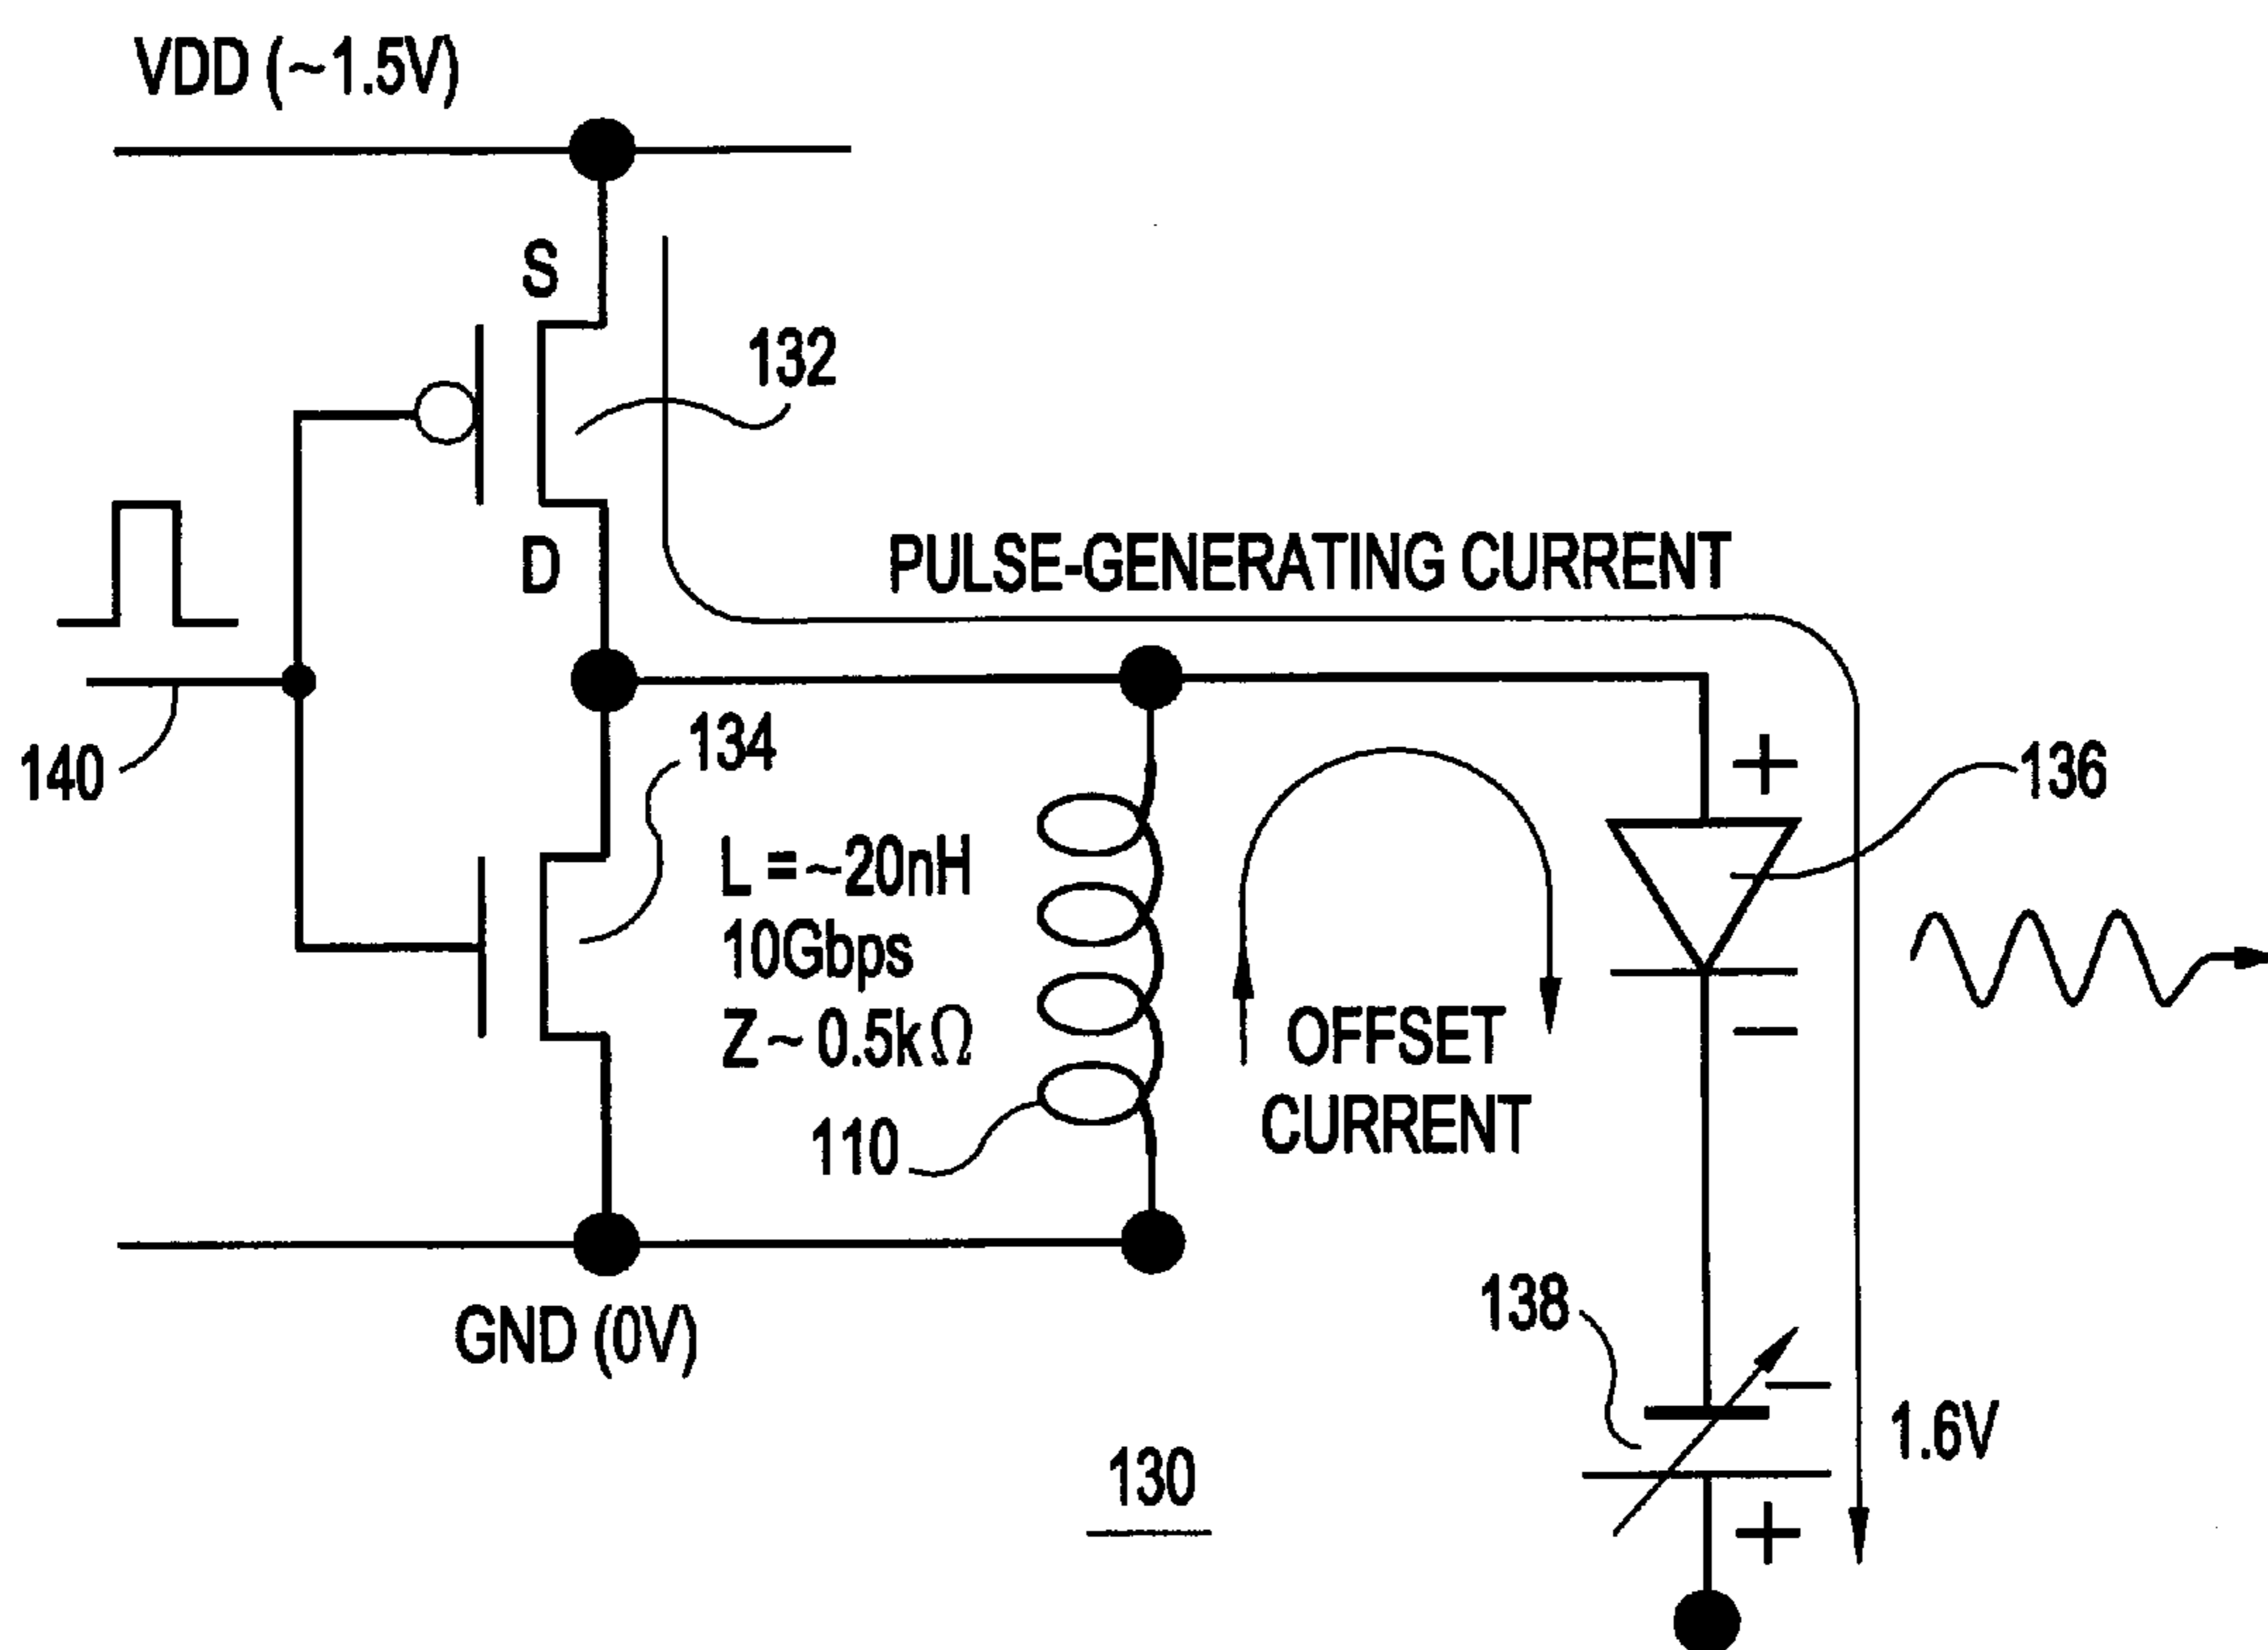 VDD (~1.5V)
S
132
D
PULSE-GENERATING CURRENT
140
134
+
136
L = ~20nH
10Gbps
Z ~ 0.5kΩ
OFFSET
CURRENT
−
110
GND (0V)
138
−
1.6V
130
+